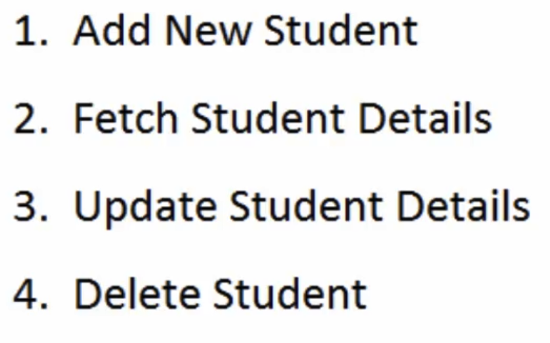 1. Add New Student
2. Fetch Student Details
3. Update Student Details
4. Delete Student